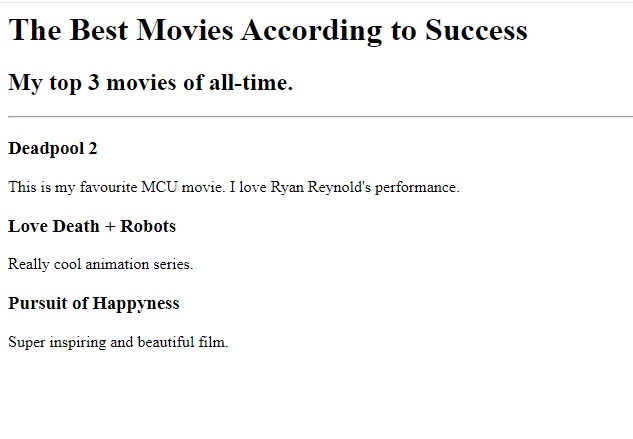 The Best Movies According to Success
My top 3 movies of all-time.
Deadpool 2
This is my favourite MCU movie. I love Ryan Reynold's performance.
Love Death + Robots
Really cool animation series.
Pursuit of Happyness
Super inspiring and beautiful film.